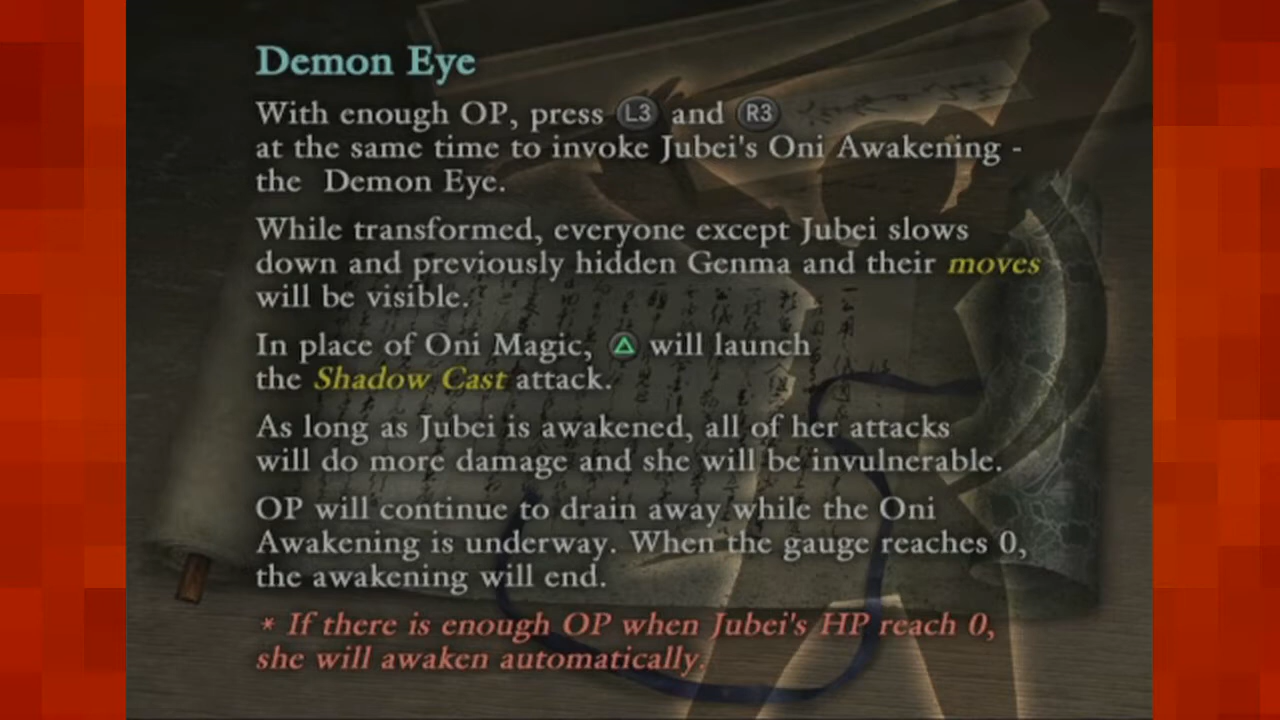 Demon Eye
With enough OP, press L3 and R3
at the same time to invoke Jubei's Oni Awakening -
the Demon Eye.
While transformed, everyone except Jubei slows
down and previously hidden Genma and their moves
will be visible.
In place of Oni Magic, △ will launch
the Shadow Cast attack.
As long as Jubei is awakened, all of her attacks
will do more damage and she will be invulnerable.
OP will continue to drain away while the Oni
Awakening is underway. When the gauge reaches 0,
the awakening will end.
* If there is enough OP when Jubei's HP reach 0,
she will awaken automatically.